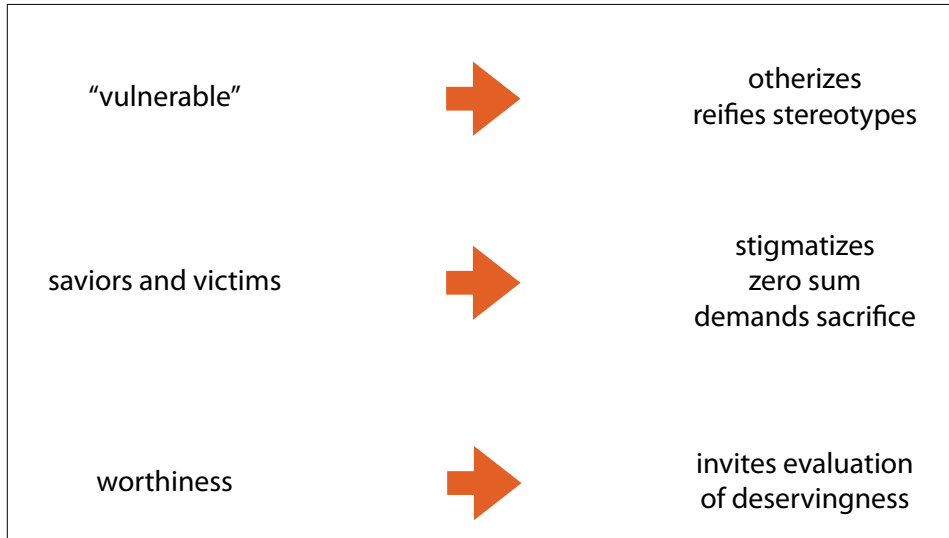 “vulnerable”
otherizes
reifies stereotypes
saviors and victims
stigmatizes
zero sum
demands sacrifice
worthiness
invites evaluation
of deservingness